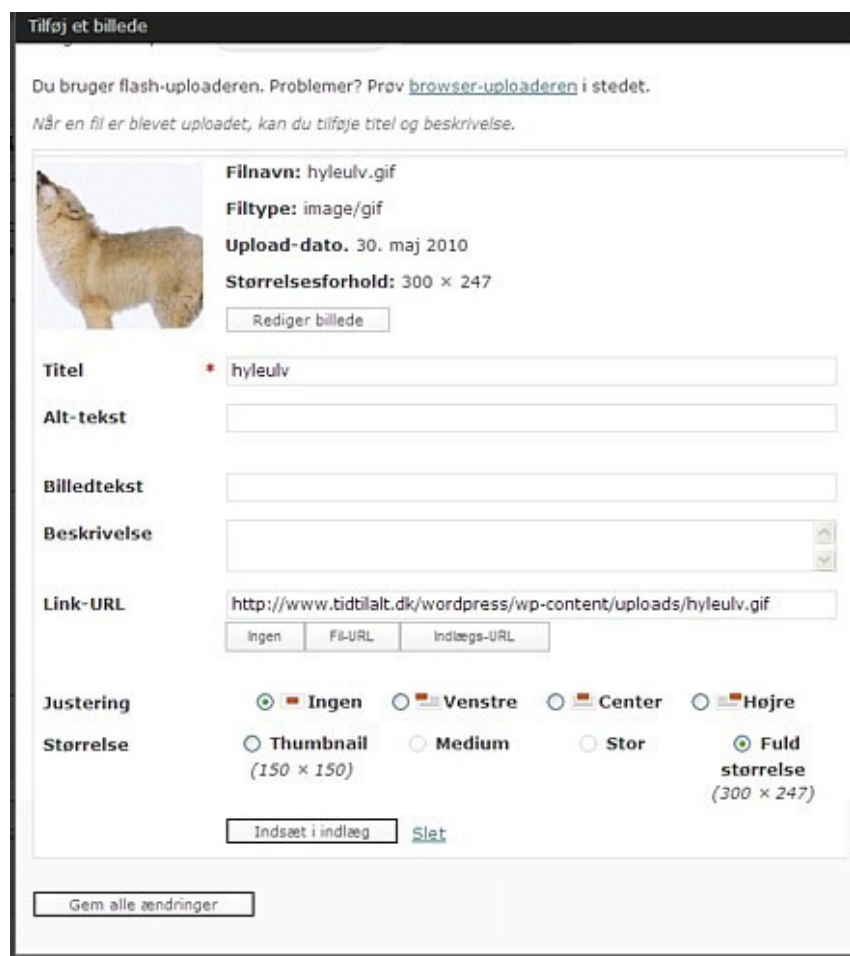 Tilføj et billede
Du bruger flash-uploaderen. Problemer? Prøv browser-uploaderen i stedet.
Når en fil er blevet uploadet, kan du tilføje titel og beskrivelse.
Filnavn: hyleulv.gif
Filtype: image/gif
Upload-dato. 30. maj 2010
Størrelsesforhold: 300 × 247
Rediger billede
Titel * hyleulv
Alt-tekst
Billedtekst
Beskrivelse
Link-URL http://www.tidtilalt.dk/wordpress/wp-content/uploads/hyleulv.gif
Ingen Fil-URL Indlægs-URL
Justering Ingen Venstre Center Højre
Størrelse Thumbnail Medium Stor Fuld
(150 × 150) størrelse
(300 × 247)
Indsæt i indlæg Slet
Gem alle ændringer